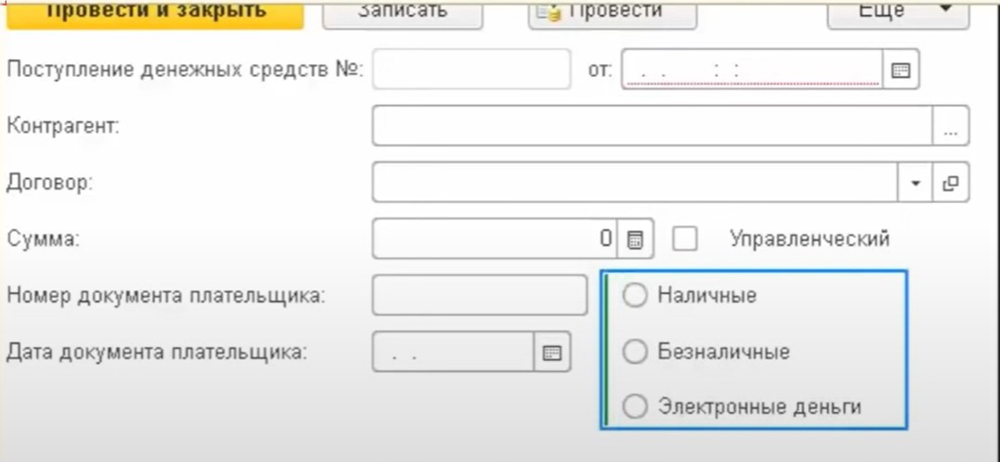 Провести и закрыть Записать Провести Еще
Поступление денежных средств №: от: . . : :
Контрагент: ...
Договор:
Сумма: 0 Управленческий
Номер документа плательщика: Наличные
Дата документа плательщика: . . Безналичные
Электронные деньги